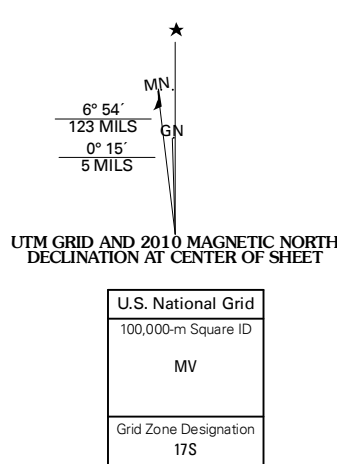 MN
6° 54´
123 MILS
GN
0° 15´
5 MILS
UTM GRID AND 2010 MAGNETIC NORTH
DECLINATION AT CENTER OF SHEET
U.S. National Grid
100,000-m Square ID
MV
Grid Zone Designation
17S